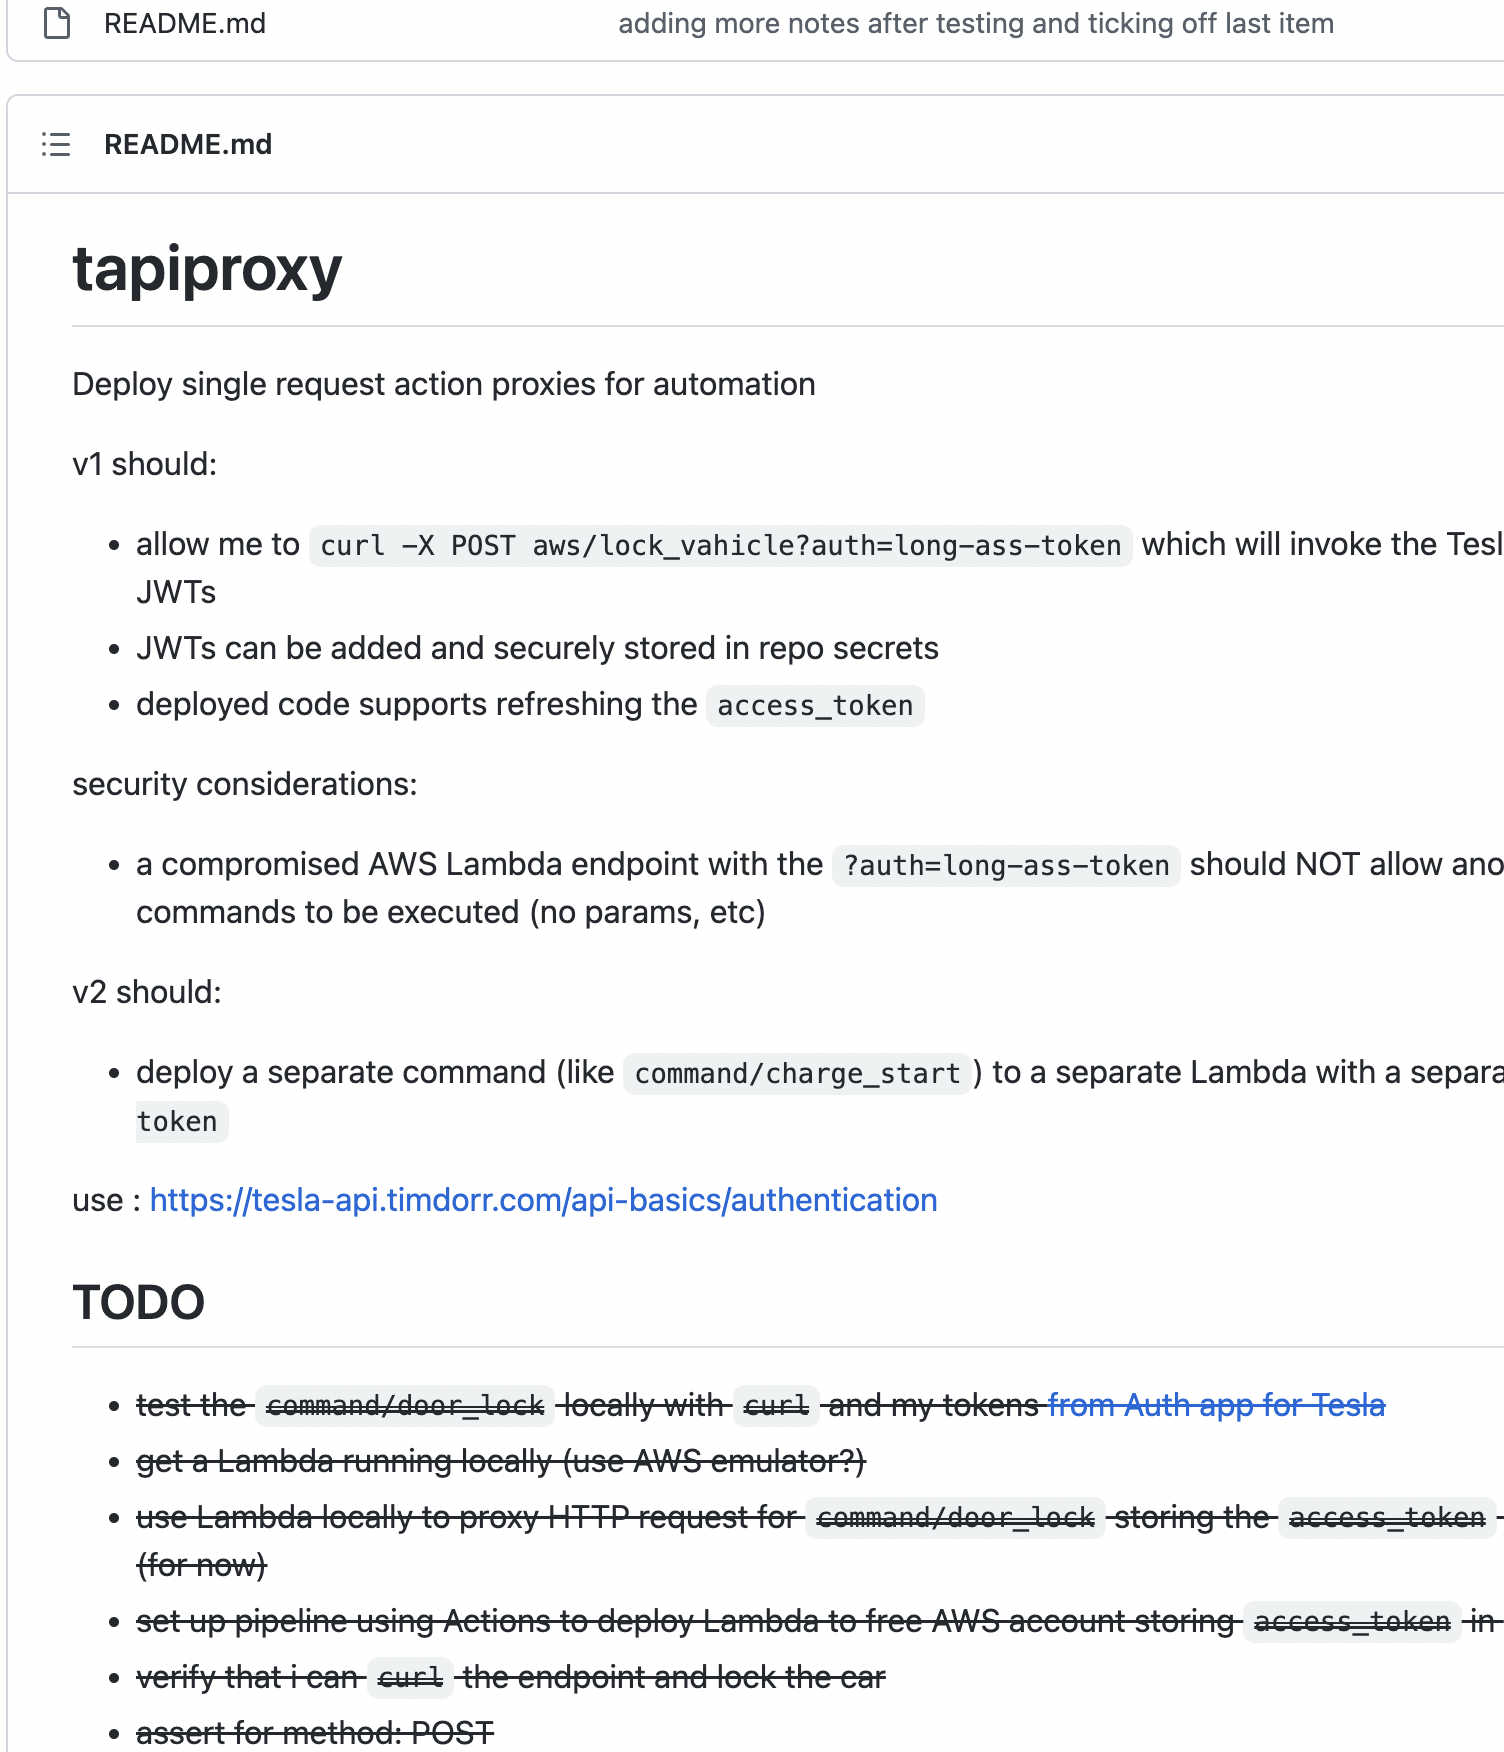 README.md adding more notes after testing and ticking off last item
README.md
tapiproxy
Deploy single request action proxies for automation
v1 should:
allow me to curl -X POST aws/lock_vahicle?auth=long-ass-token which will invoke the Tesl
JWTs
JWTs can be added and securely stored in repo secrets
deployed code supports refreshing the access_token
security considerations:
a compromised AWS Lambda endpoint with the ?auth=long-ass-token should NOT allow ano
commands to be executed (no params, etc)
v2 should:
deploy a separate command (like command/charge_start) to a separate Lambda with a separa
token
use : https://tesla-api.timdorr.com/api-basics/authentication
TODO
test the command/door_lock locally with curl and my tokens from Auth app for Tesla
get a Lambda running locally (use AWS emulator?)
use Lambda locally to proxy HTTP request for command/door_lock storing the access_token
(for now)
set up pipeline using Actions to deploy Lambda to free AWS account storing access_token in
verify that i can curl the endpoint and lock the car
assert for method: POST